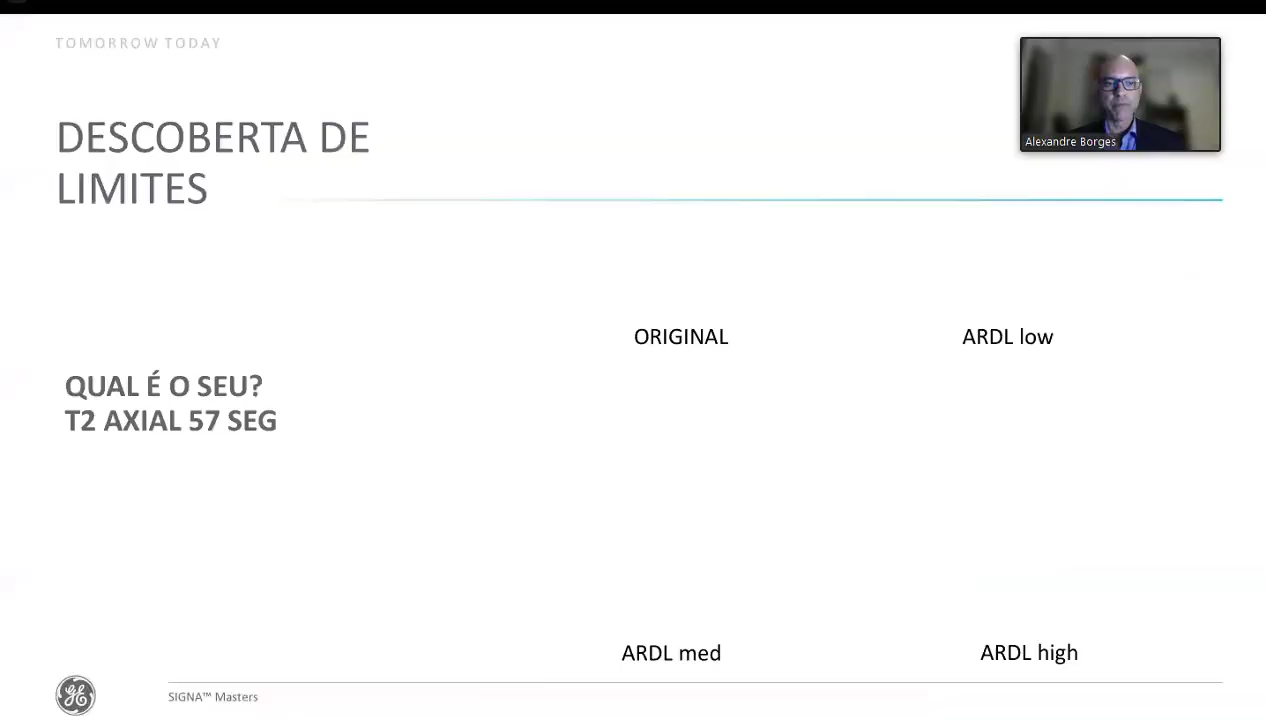 TOMORROW TODAY
Alexandre Borges
DESCOBERTA DE
LIMITES
ORIGINAL
ARDL low
QUAL É O SEU?
T2 AXIAL 57 SEG
ARDL med
ARDL high
SIGNA™ Masters